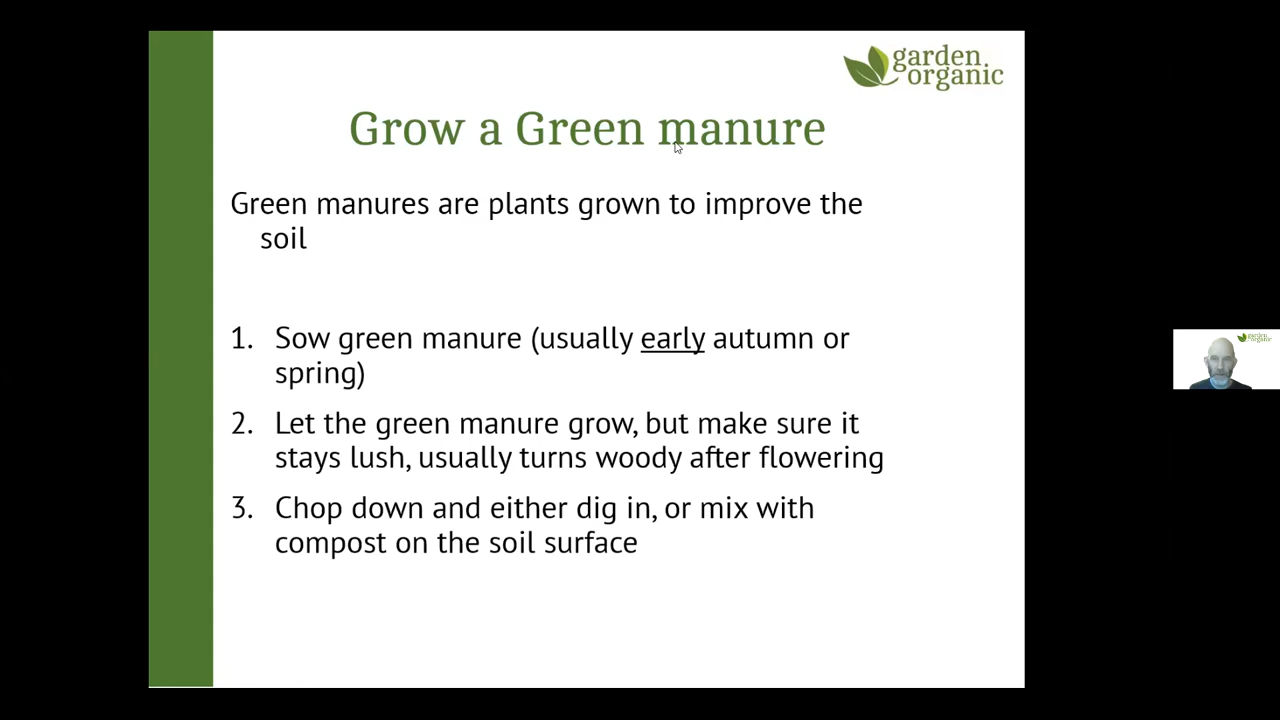 garden
organic
Grow a Green manure
Green manures are plants grown to improve the
soil
1. Sow green manure (usually early autumn or
spring)
2. Let the green manure grow, but make sure it
stays lush, usually turns woody after flowering
3. Chop down and either dig in, or mix with
compost on the soil surface
garden
organic